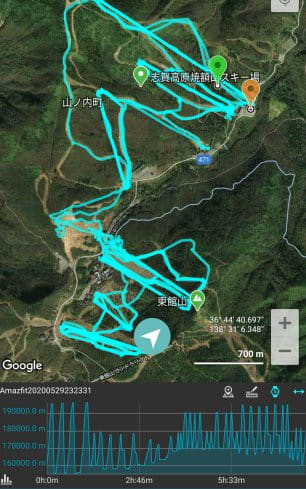 志賀高原焼額山スキー場
山ノ内町
471
東館山
36° 44' 40.697"
138° 31' 6.348"
Google
700 m
Amazfit20200529232331
190000.0 m
180000.0 m
170000.0 m
160000.0 m
0h:0m
2h:46m
5h:33m